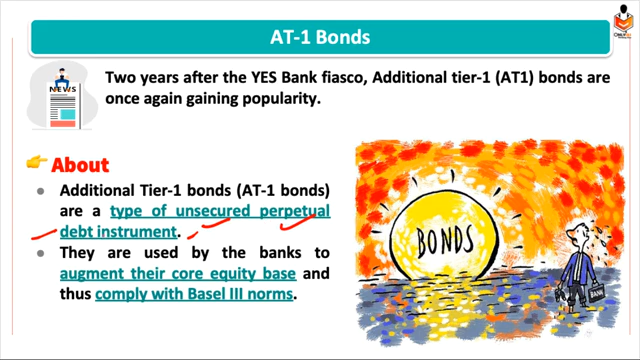 AT-1 Bonds
NEWS
Two years after the YES Bank fiasco, Additional tier-1 (AT1) bonds are
once again gaining popularity.
About
● Additional Tier-1 bonds (AT-1 bonds)
are a type of unsecured perpetual
debt instrument.
● They are used by the banks to
augment their core equity base and
thus comply with Basel III norms.
BONDS
BANK